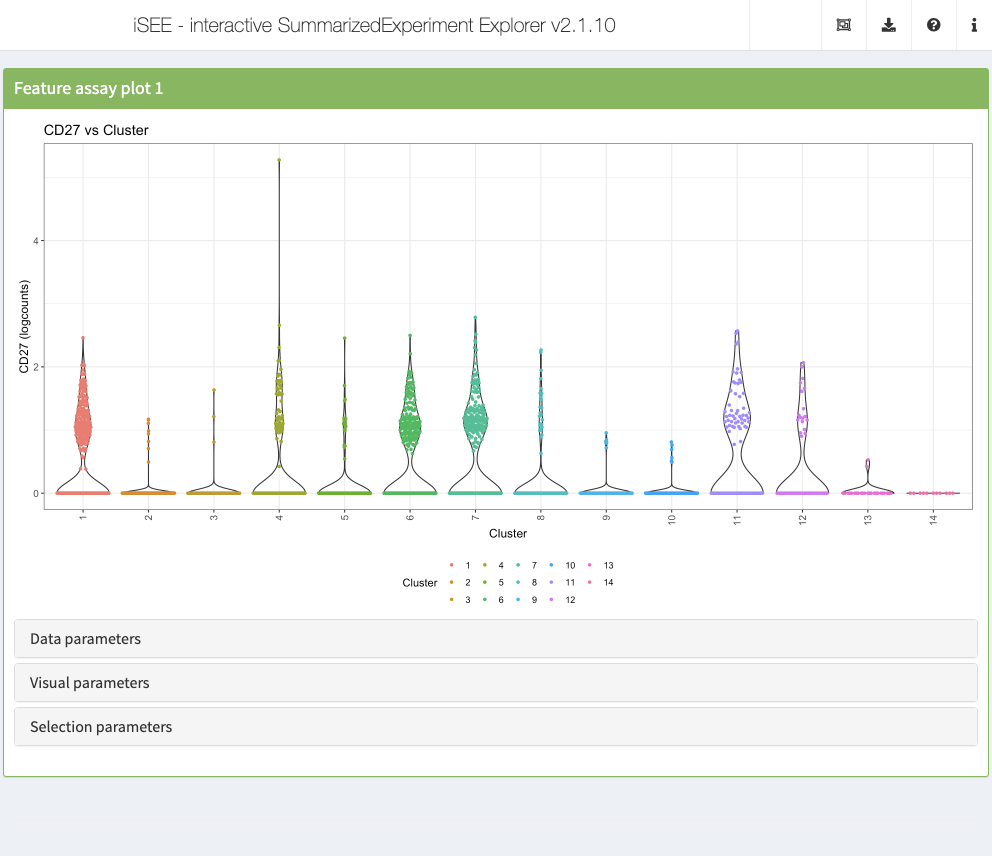 iSEE - interactive SummarizedExperiment Explorer v2.1.10
Feature assay plot 1
CD27 vs Cluster
CD27 (logcounts)
4
2
0
1 2 3 4 5 6 7 8 9 10 11 12 13 14
Cluster
Cluster
1 4 7 10 13
2 5 8 11 14
3 6 9 12
Data parameters
Visual parameters
Selection parameters